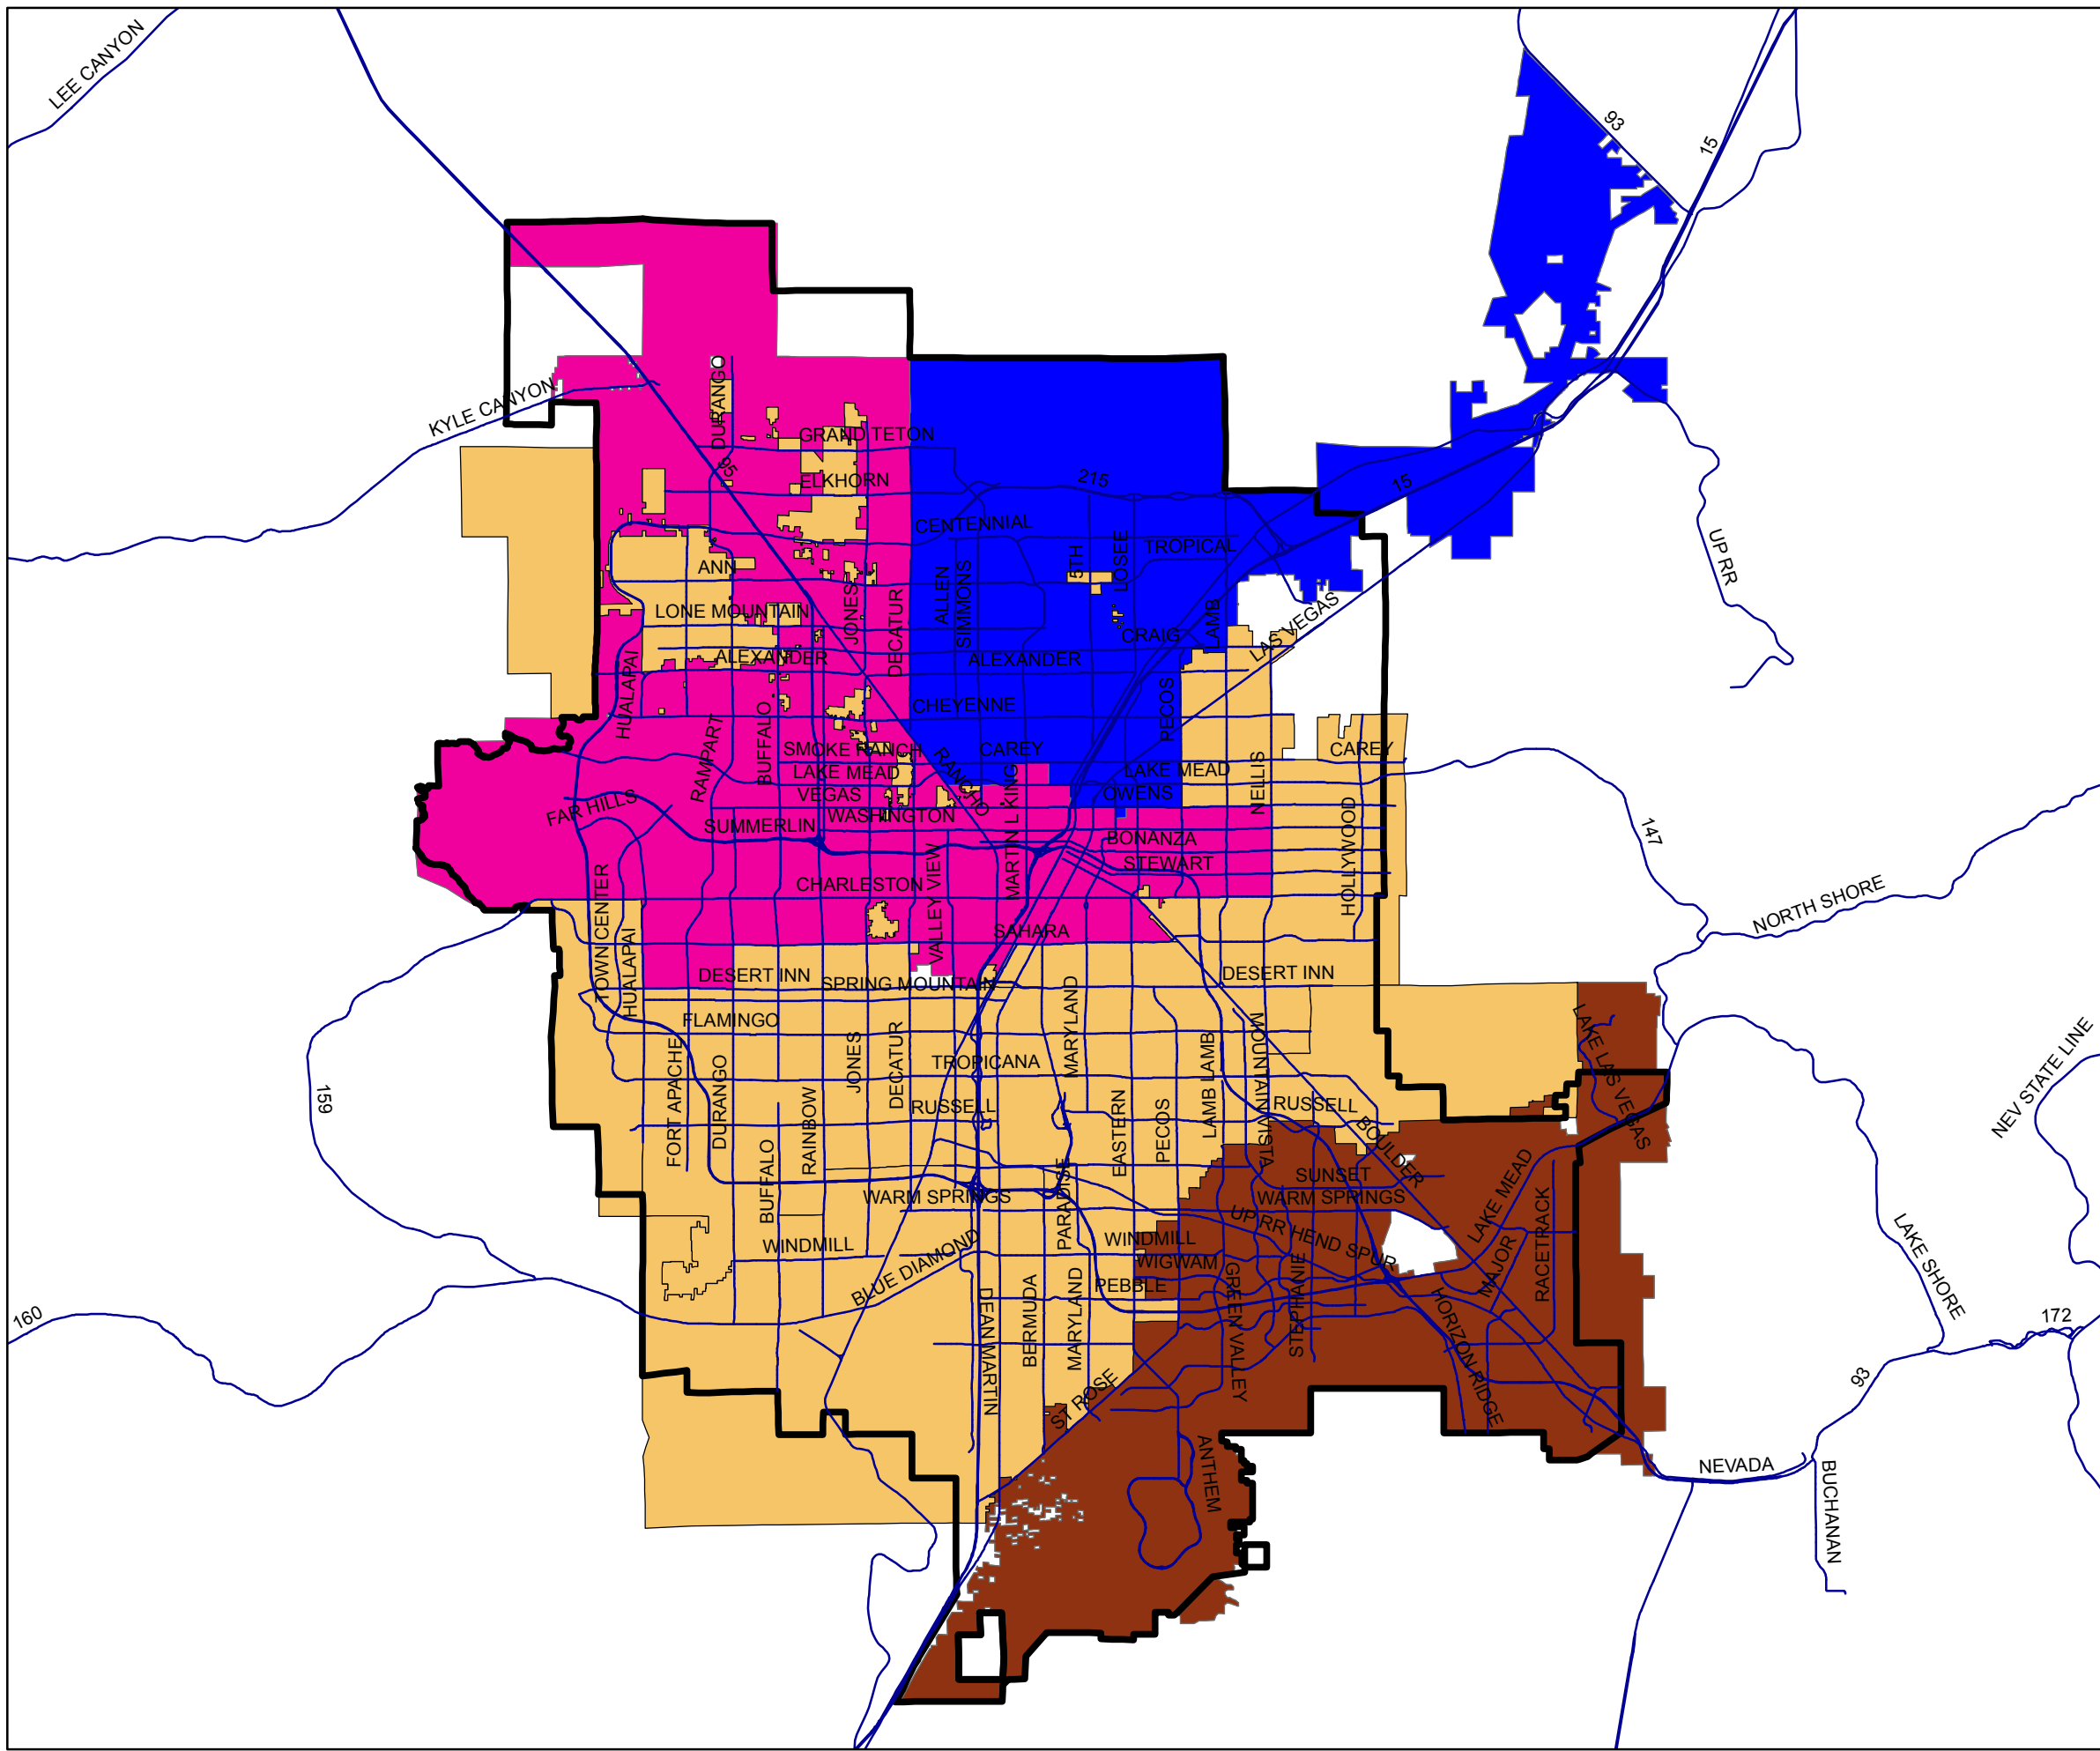 LEE CANYON
93
15
DURANGO
KYLE CANYON
GRAND TETON
95
ELKHORN
215
15
CENTENNIAL
TROPICAL
5TH
LOSEE
UP RR
ANN
ALLEN
SIMMONS
JONES
DECATUR
LONE MOUNTAIN
LAMB
LAS VEGAS
CRAIG
ALEXANDER
ALEXANDER
HUALAPAI
PECOS
CHEYENNE
RAMPART
BUFFALO
SMOKE RANCH
CAREY
CAREY
LAKE MEAD
RANCHO
LAKE MEAD
NELLIS
VEGAS
MARTIN L KING
OWENS
FAR HILLS
WASHINGTON
SUMMERLIN
BONANZA
HOLLYWOOD
147
STEWART
CHARLESTON
VALLEY VIEW
TOWN CENTER
NORTH SHORE
SAHARA
HUALAPAI
DESERT INN
SPRING MOUNTAIN
DESERT INN
MARYLAND
FLAMINGO
LAKE LAS VEGAS
NEV STATE LINE
FORT APACHE
DURANGO
JONES
DECATUR
TROPICANA
LAMB
LAMB
MOUNTAIN VISTA
159
RAINBOW
RUSSELL
EASTERN
PECOS
RUSSELL
BOULDER
BUFFALO
PARADISE
SUNSET
WARM SPRINGS
WARM SPRINGS
LAKE MEAD
RACETRACK
UP RR HEND SPUR
WINDMILL
WINDMILL
WIGWAM
BLUE DIAMOND
PEBBLE
MAJOR
LAKE SHORE
DEAN MARTIN
BERMUDA
MARYLAND
GREEN VALLEY
STEPHANIE
HORIZON RIDGE
160
172
93
ST ROSE
ANTHEM
NEVADA
BUCHANAN